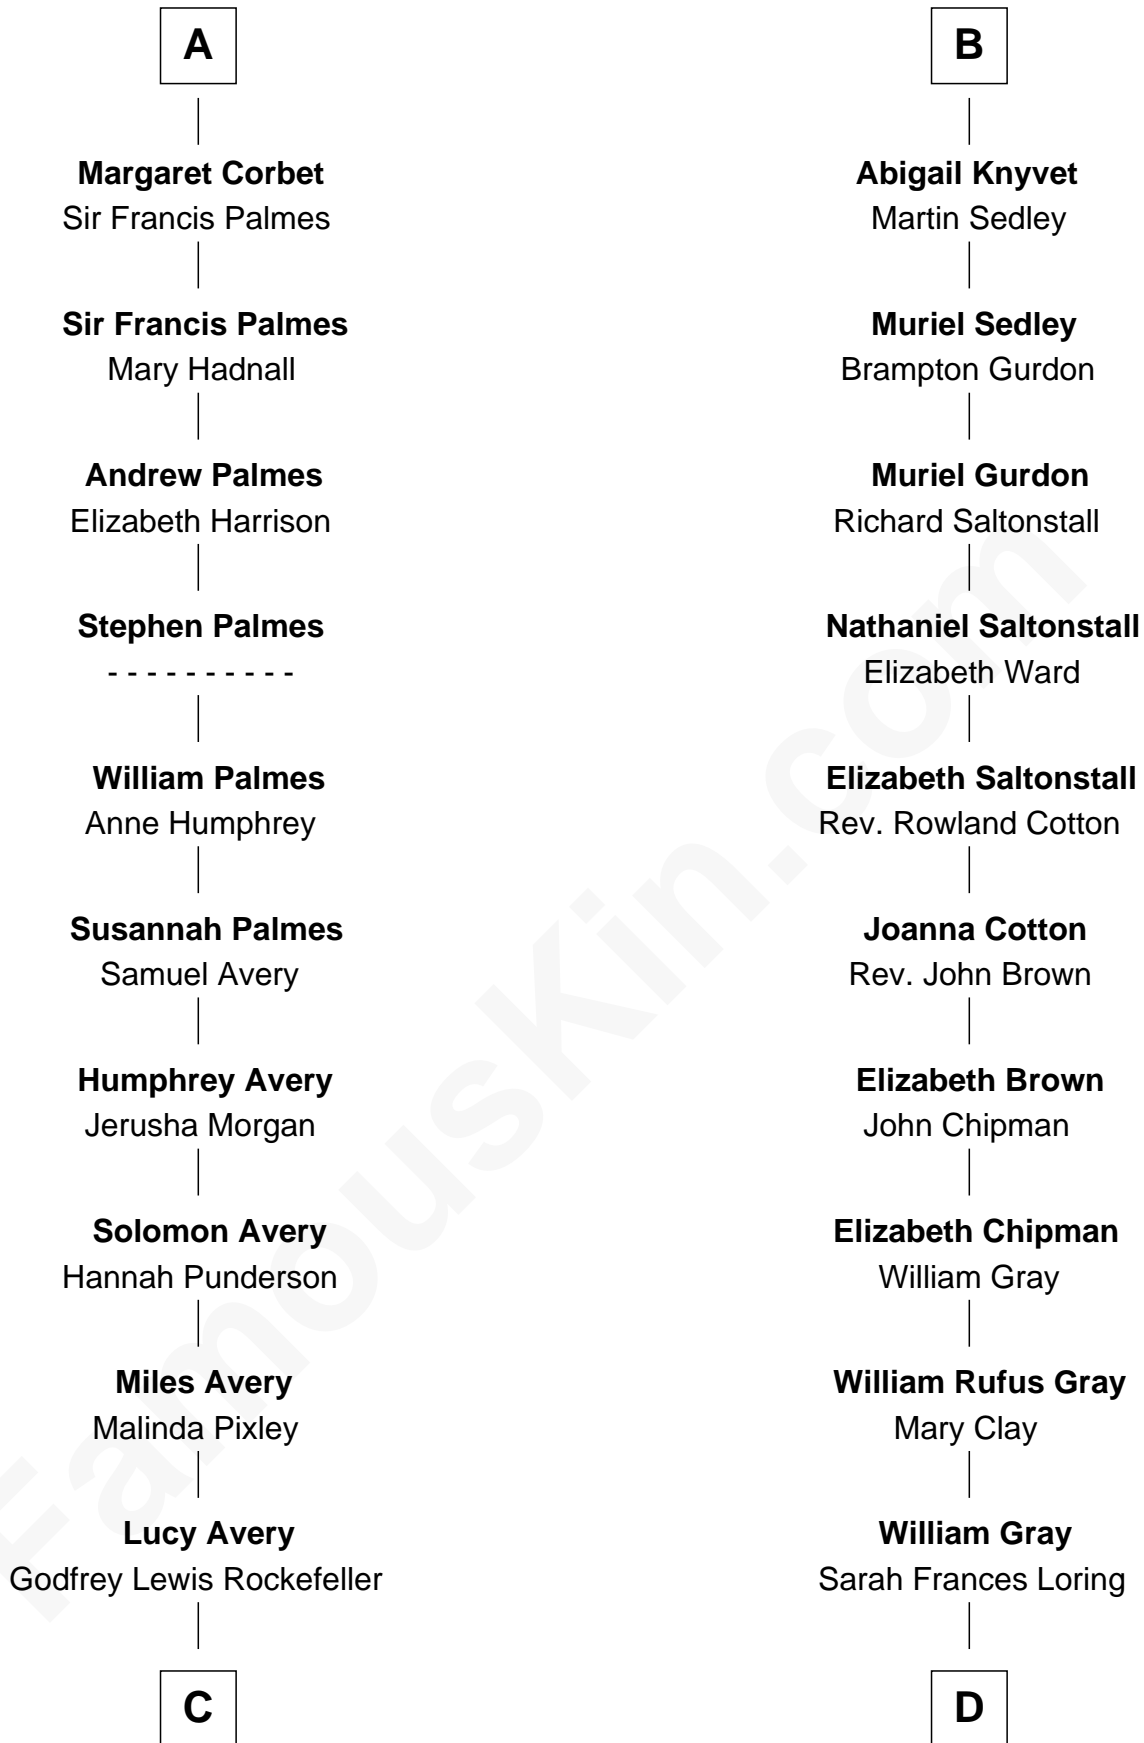 A
Margaret Corbet
Sir Francis Palmes
Sir Francis Palmes
Mary Hadnall
Andrew Palmes
Elizabeth Harrison
Stephen Palmes
- - - - - - - - - -
William Palmes
Anne Humphrey
Susannah Palmes
Samuel Avery
Humphrey Avery
Jerusha Morgan
Solomon Avery
Hannah Punderson
Miles Avery
Malinda Pixley
Lucy Avery
Godfrey Lewis Rockefeller
C
B
Abigail Knyvet
Martin Sedley
Muriel Sedley
Brampton Gurdon
Muriel Gurdon
Richard Saltonstall
Nathaniel Saltonstall
Elizabeth Ward
Elizabeth Saltonstall
Rev. Rowland Cotton
Joanna Cotton
Rev. John Brown
Elizabeth Brown
John Chipman
Elizabeth Chipman
William Gray
William Rufus Gray
Mary Clay
William Gray
Sarah Frances Loring
D
FamousKin.com